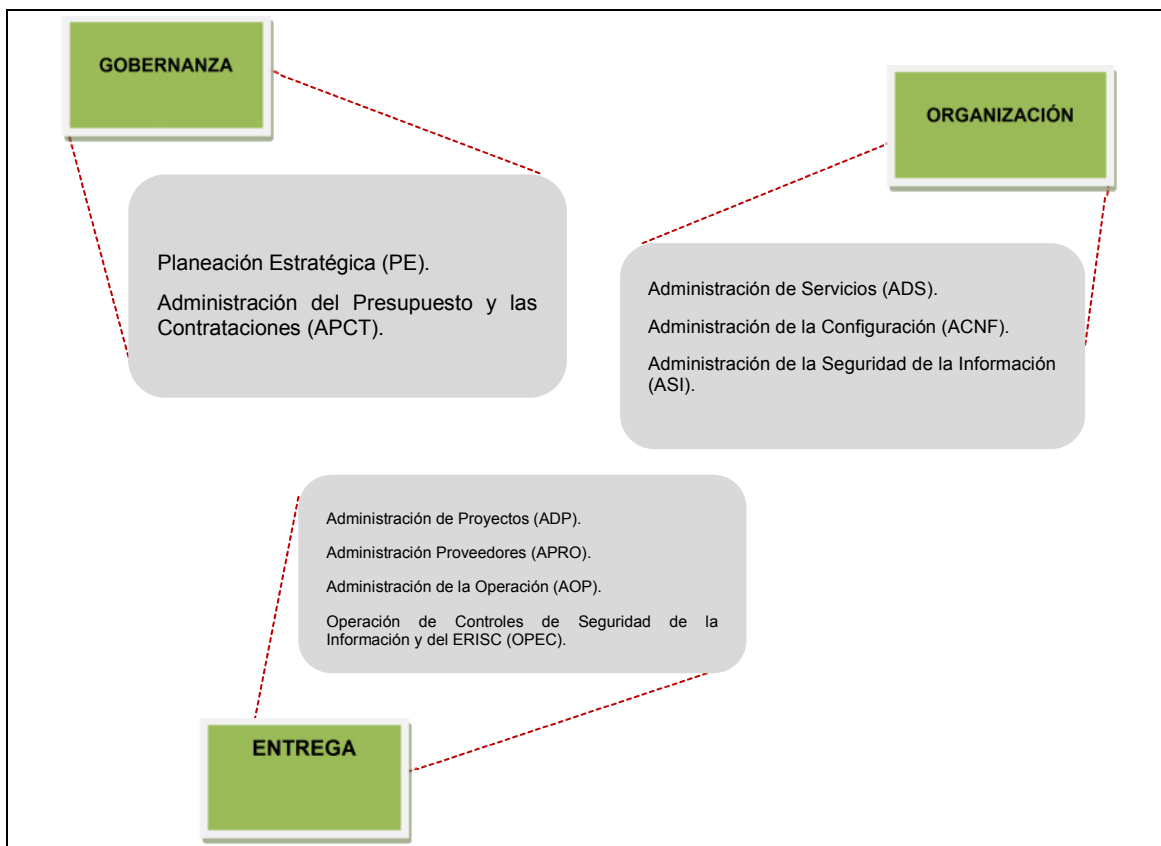 GOBERNANZA
Planeación Estratégica (PE).
Administración del Presupuesto y las
Contrataciones (APCT).
ORGANIZACIÓN
Administración de Servicios (ADS).
Administración de la Configuración (ACNF).
Administración de la Seguridad de la Información
(ASI).
Administración de Proyectos (ADP).
Administración Proveedores (APRO).
Administración de la Operación (AOP).
Operación de Controles de Seguridad de la
Información y del ERISC (OPEC).
ENTREGA